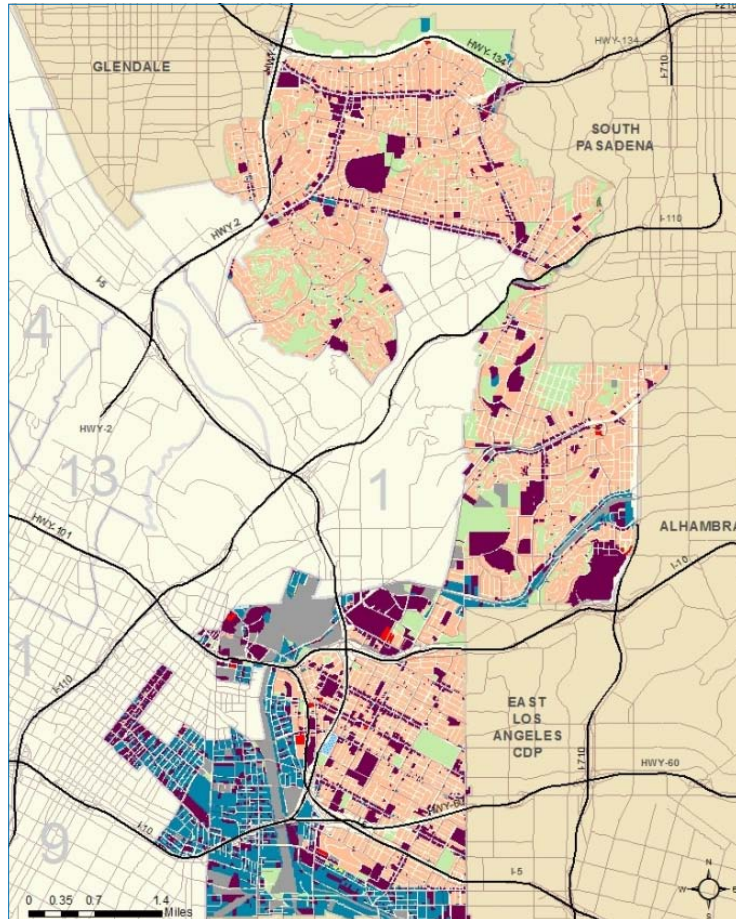 I-210
HWY-134
HWY-134
GLENDALE
I-710
SOUTH
PASADENA
I-110
HWY-2
I-5
4
HWY-2
13
1
HWY-101
ALHAMBRA
I-10
1
I-110
EAST
LOS
ANGELES
CDP
I-710
HWY-60
HWY-60
9
I-10
I-5
N
W
E
S
0 0.35 0.7 1.4
Miles